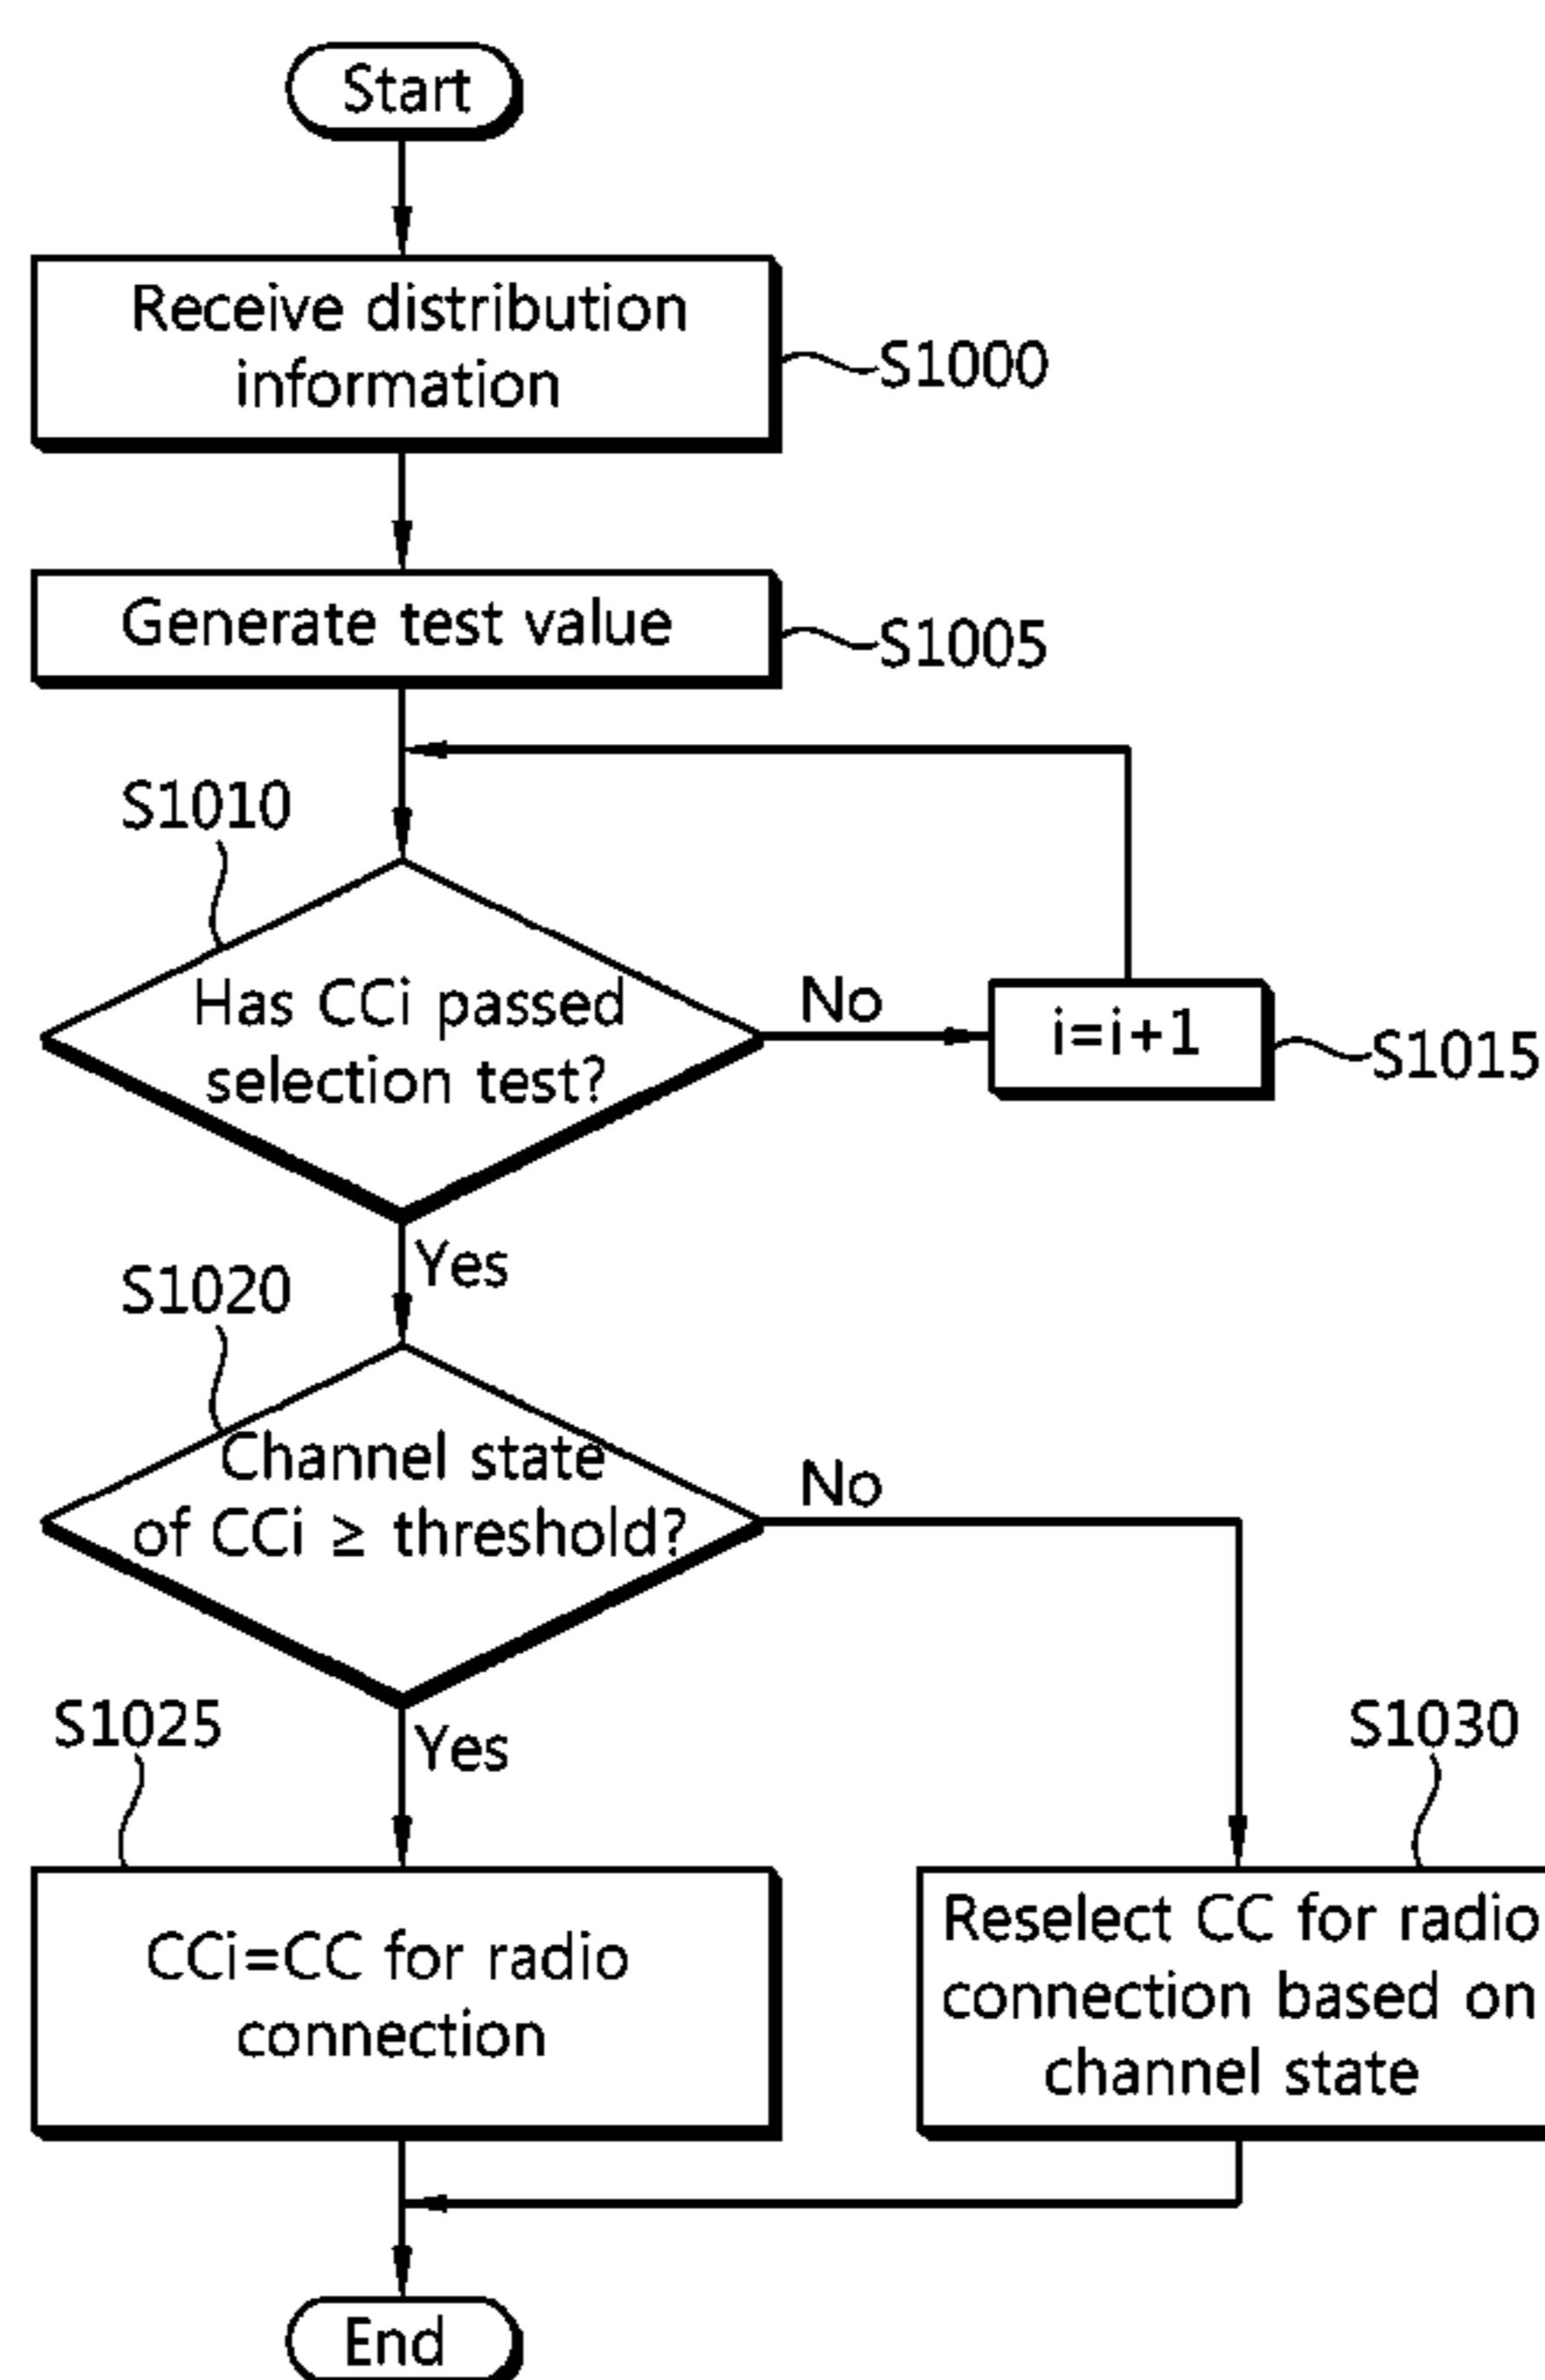 Start
Receive distribution
information
S1000
Generate test value
S1005
S1010
Has CCi passed
selection test?
No
i=i+1
S1015
Yes
S1020
Channel state
of CCi ≥ threshold?
No
Yes
S1025
CCi=CC for radio
connection
S1030
Reselect CC for radio
connection based on
channel state
End